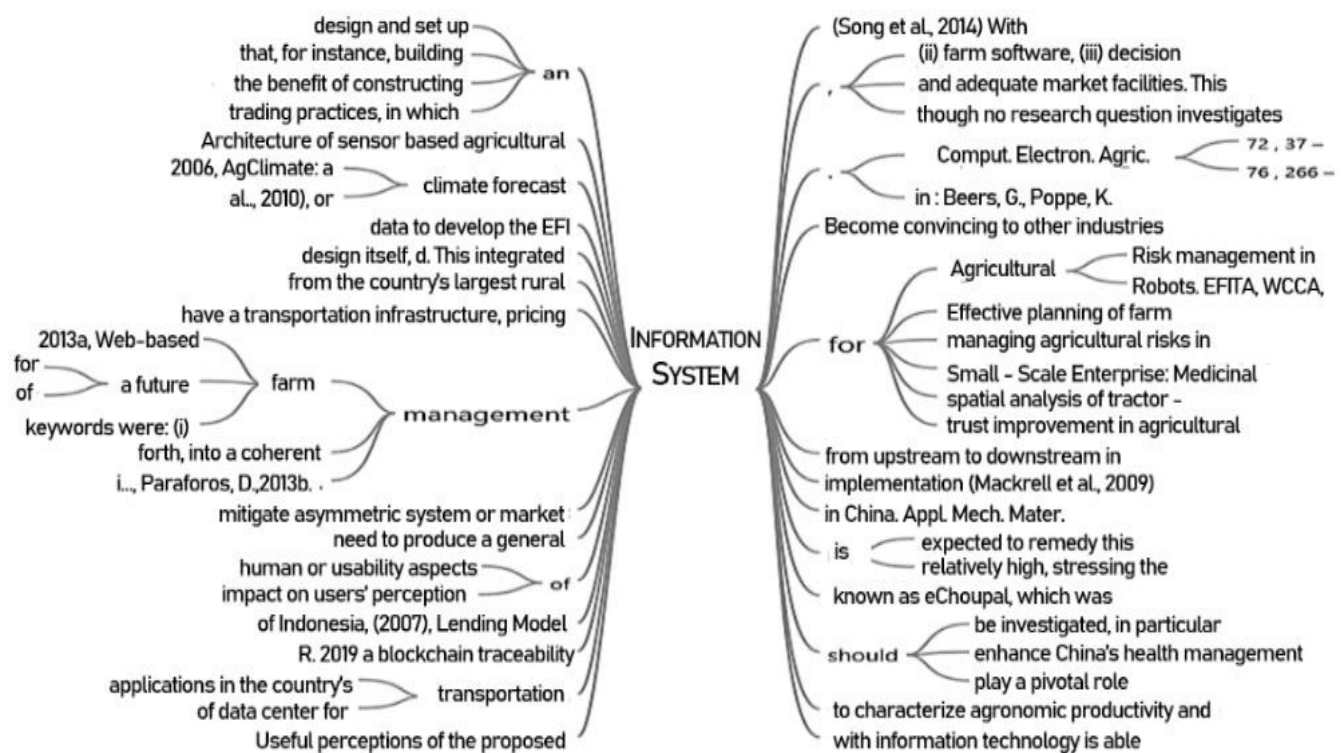 design and set up
that, for instance, building
the benefit of constructing
trading practices, in which
an
Architecture of sensor based agricultural
2006, AgClimate: a
al.., 2010), or
climate forecast
data to develop the EFI
design itself, d. This integrated
from the country's largest rural
have a transportation infrastructure, pricing
2013a, Web-based
for
of
a future
keywords were: (i)
farm
forth, into a coherent
i..., Paraforos, D.,2013b. .
management
mitigate asymmetric system or market :
need to produce a general
human or usability aspects
impact on users' perception
of
of Indonesia, (2007), Lending Model
R. 2019 a blockchain traceability
applications in the country's
of data center for
transportation
Useful perceptions of the proposed
INFORMATION
SYSTEM
(Song et al., 2014) With
,
(ii) farm software, (iii) decision
and adequate market facilities. This
though no research question investigates
.
Comput. Electron. Agric.
72 , 37 –
76 , 266 –
in : Beers, G., Poppe, K.
Become convincing to other industries
for
Agricultural
Risk management in
Robots. EFITA, WCCA,
Effective planning of farm
managing agricultural risks in
Small - Scale Enterprise: Medicinal
spatial analysis of tractor -
trust improvement in agricultural
from upstream to downstream in
implementation (Mackrell et al., 2009)
in China. Appl. Mech. Mater.
is
expected to remedy this
relatively high, stressing the
known as eChoupal, which was
should
be investigated, in particular
enhance China's health management
play a pivotal role
to characterize agronomic productivity and
with information technology is able